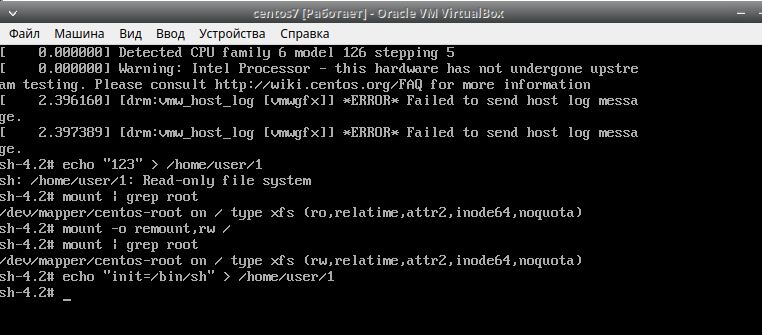 centos7 [Работает] - Oracle VM VirtualBox
Файл Машина Вид Ввод Устройства Справка
[    0.000000] Detected CPU family 6 model 126 stepping 5
[    0.000000] Warning: Intel Processor - this hardware has not undergone upstre
am testing. Please consult http://wiki.centos.org/FAQ for more information
[    2.396160] [drm:vmw_host_log [vmwgfx]] *ERROR* Failed to send host log messa
ge.
[    2.397389] [drm:vmw_host_log [vmwgfx]] *ERROR* Failed to send host log messa
ge.
sh-4.2# echo "123" > /home/user/1
sh: /home/user/1: Read-only file system
sh-4.2# mount | grep root
/dev/mapper/centos-root on / type xfs (ro,relatime,attr2,inode64,noquota)
sh-4.2# mount -o remount,rw /
sh-4.2# mount | grep root
/dev/mapper/centos-root on / type xfs (rw,relatime,attr2,inode64,noquota)
sh-4.2# echo "init=/bin/sh" > /home/user/1
sh-4.2# _